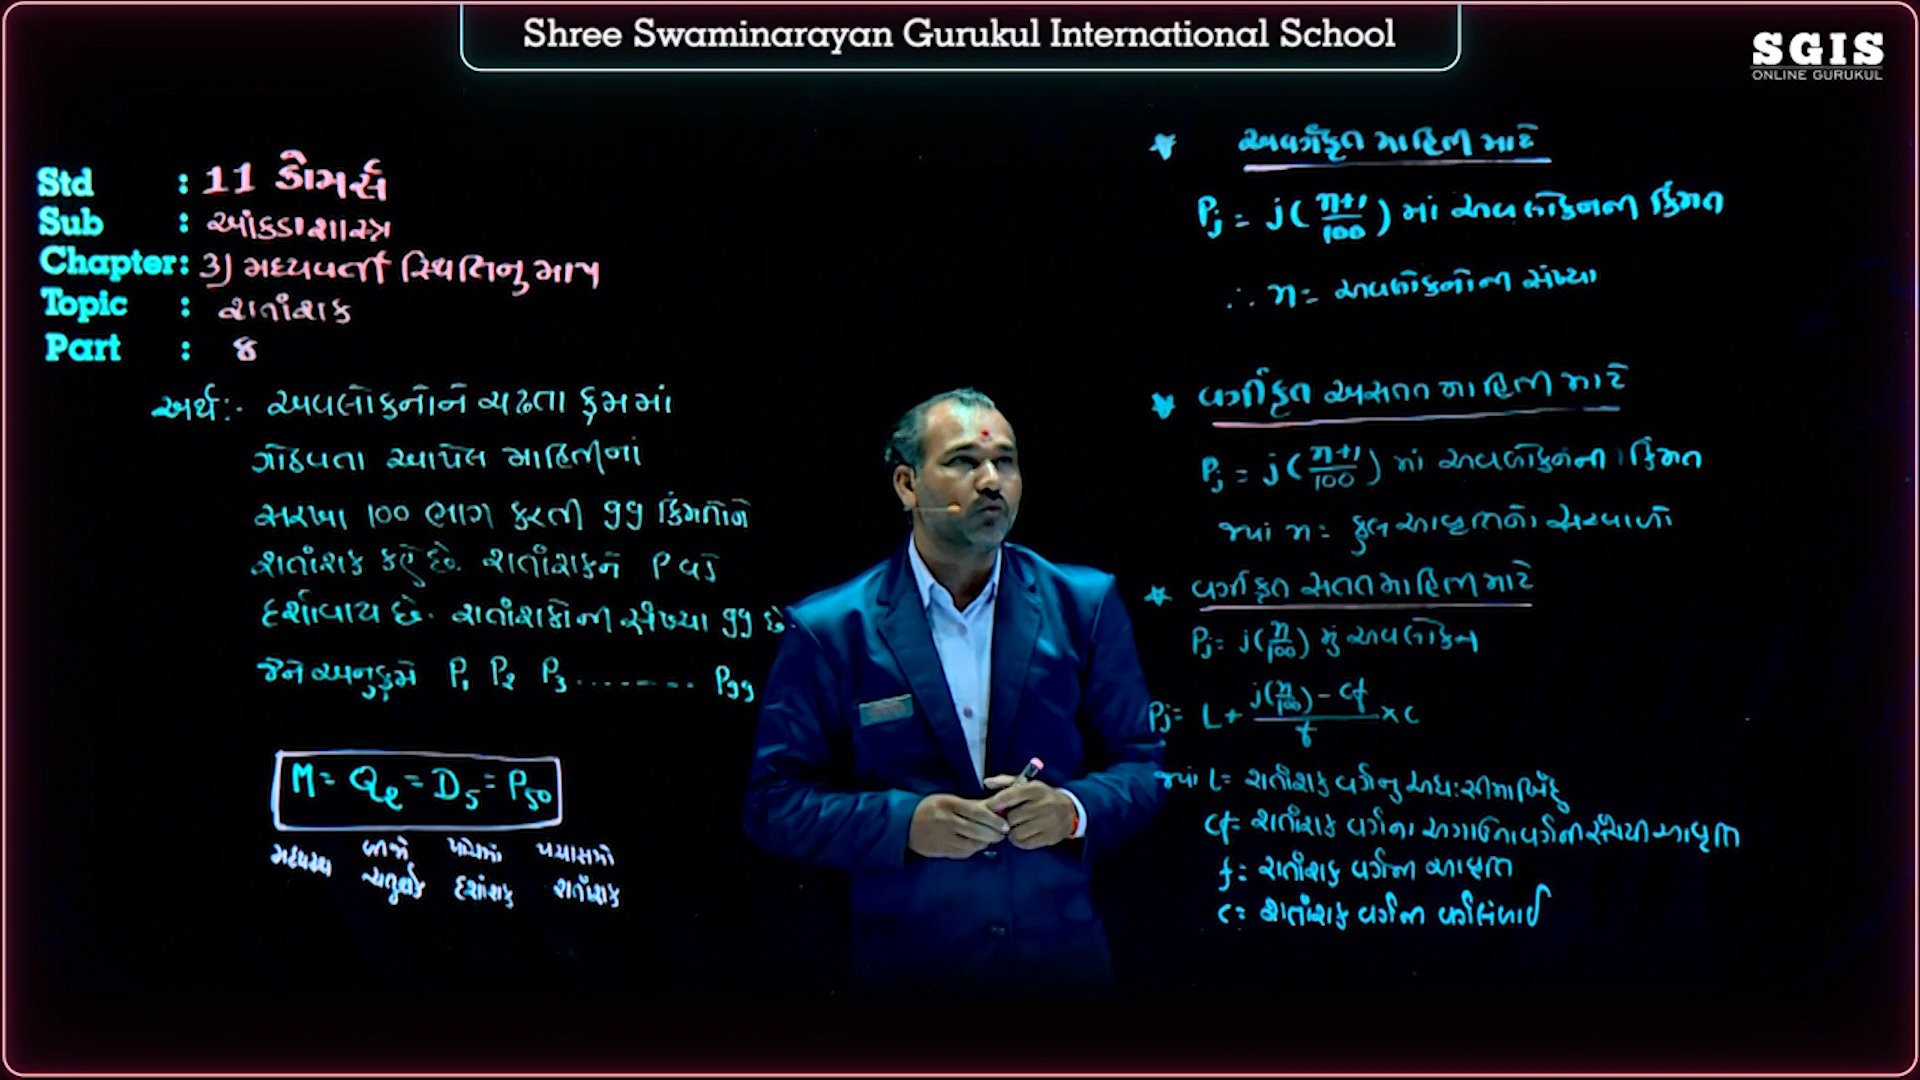 Shree Swaminarayan Gurukul International School
SGIS
ONLINE GURUKUL
Std : 11 કોમર્સ
Sub : આંકડાશાસ્ત્ર
Chapter: 3) મધ્યવર્તી સ્થિતિનુ માપ
Topic : શતાંશક
Part : 8
અર્થ:- અવલોકનોને ચઢતા ક્રમમાં
ગોઠવતા આપેલ માહિતીનાં
સરખા 100 ભાગ કરતી 99 કિંમતોને
શતાંશક કહે છે. શતાંશકને P વડે
દર્શાવાય છે. શતાંશકોની સંખ્યા 99 છે.
જેને અનુક્રમે P₁ P₂ P₃ ........ P₉₉
M = Q₂ = D₅ = P₅₀
મધ્યસ્થ બીજો ચતુર્થક પાંચમાં દશાંશક પચાસમો શતાંશક
★ અવર્ગીકૃત માહિતી માટે
Pj = j(n+1/100) માં અવલોકનની કિંમત
∴ n = અવલોકનોની સંખ્યા
★ વર્ગીકૃત અસતત માહિતી માટે
Pj = j(n+1/100) માં અવલોકનની કિંમત
જ્યાં n = કુલ આવૃત્તિનો સરવાળો
★ વર્ગીકૃત સતત માહિતી માટે
Pj = j(n/100) મું અવલોકન
Pj = L + j(n/100) - cf / f × c
જ્યાં L = શતાંશક વર્ગનુ અધ:સીમાબિંદુ
cf = શતાંશક વર્ગના આગળના વર્ગની સંચયી આવૃત્તિ
f = શતાંશક વર્ગની આવૃત્તિ
c = શતાંશક વર્ગની વર્ગલંબાઈ